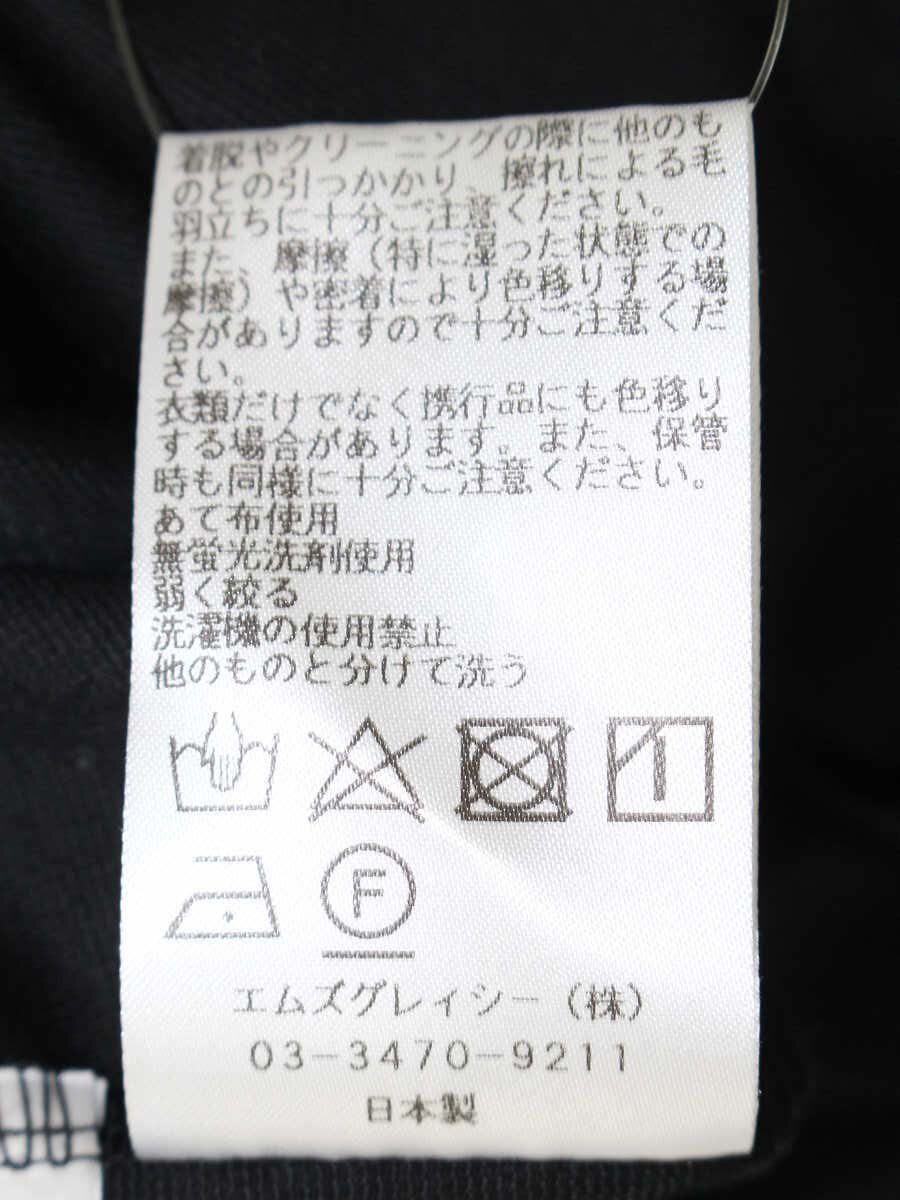 着脱やクリーニングの際に他のも
のとの引っかかり、擦れによる毛
羽立ちに十分ご注意ください。
また、摩擦（特に湿った状態での
摩擦）や密着により色移りする場
合がありますので十分ご注意くだ
さい。
衣類だけでなく携行品にも色移り
する場合があります。また、保管
時も同様に十分ご注意ください。
あて布使用
無蛍光洗剤使用
弱く絞る
洗濯機の使用禁止
他のものと分けて洗う
F
エムズグレイシー（株）
03-3470-9211
日本製